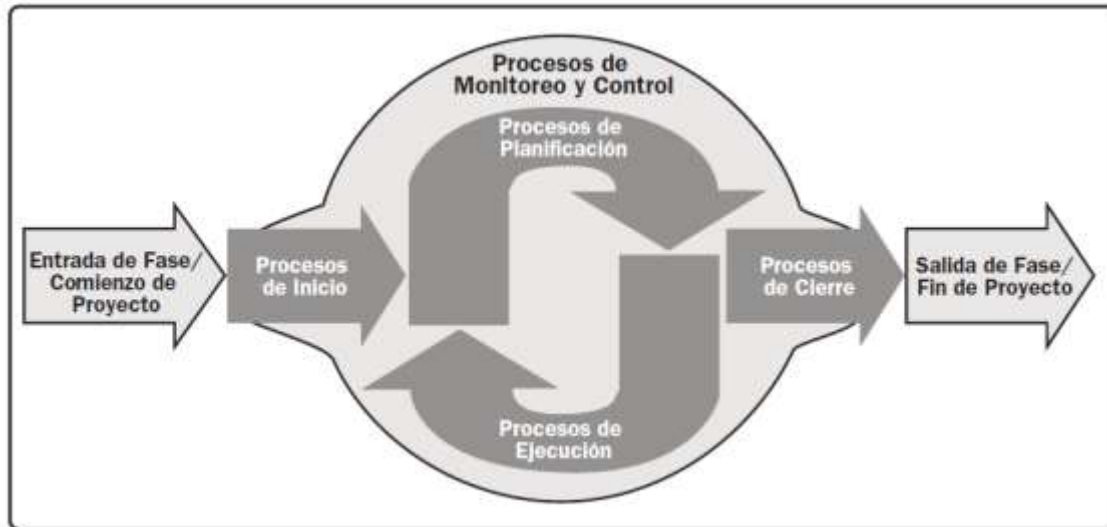 Procesos de
Monitoreo y Control
Procesos de
Planificación
Entrada de Fase/
Comienzo de
Proyecto
Procesos
de Inicio
Procesos
de Cierre
Salida de Fase/
Fin de Proyecto
Procesos de
Ejecución